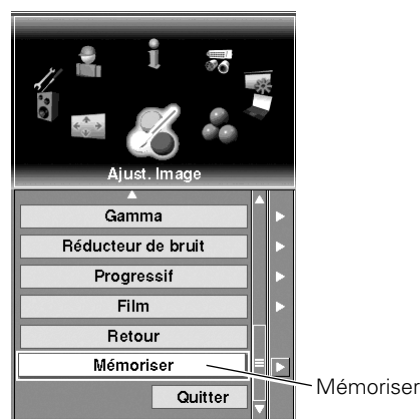 Ajust. Image
Gamma
Réducteur de bruit
Progressif
Film
Retour
Mémoriser
Mémoriser
Quitter